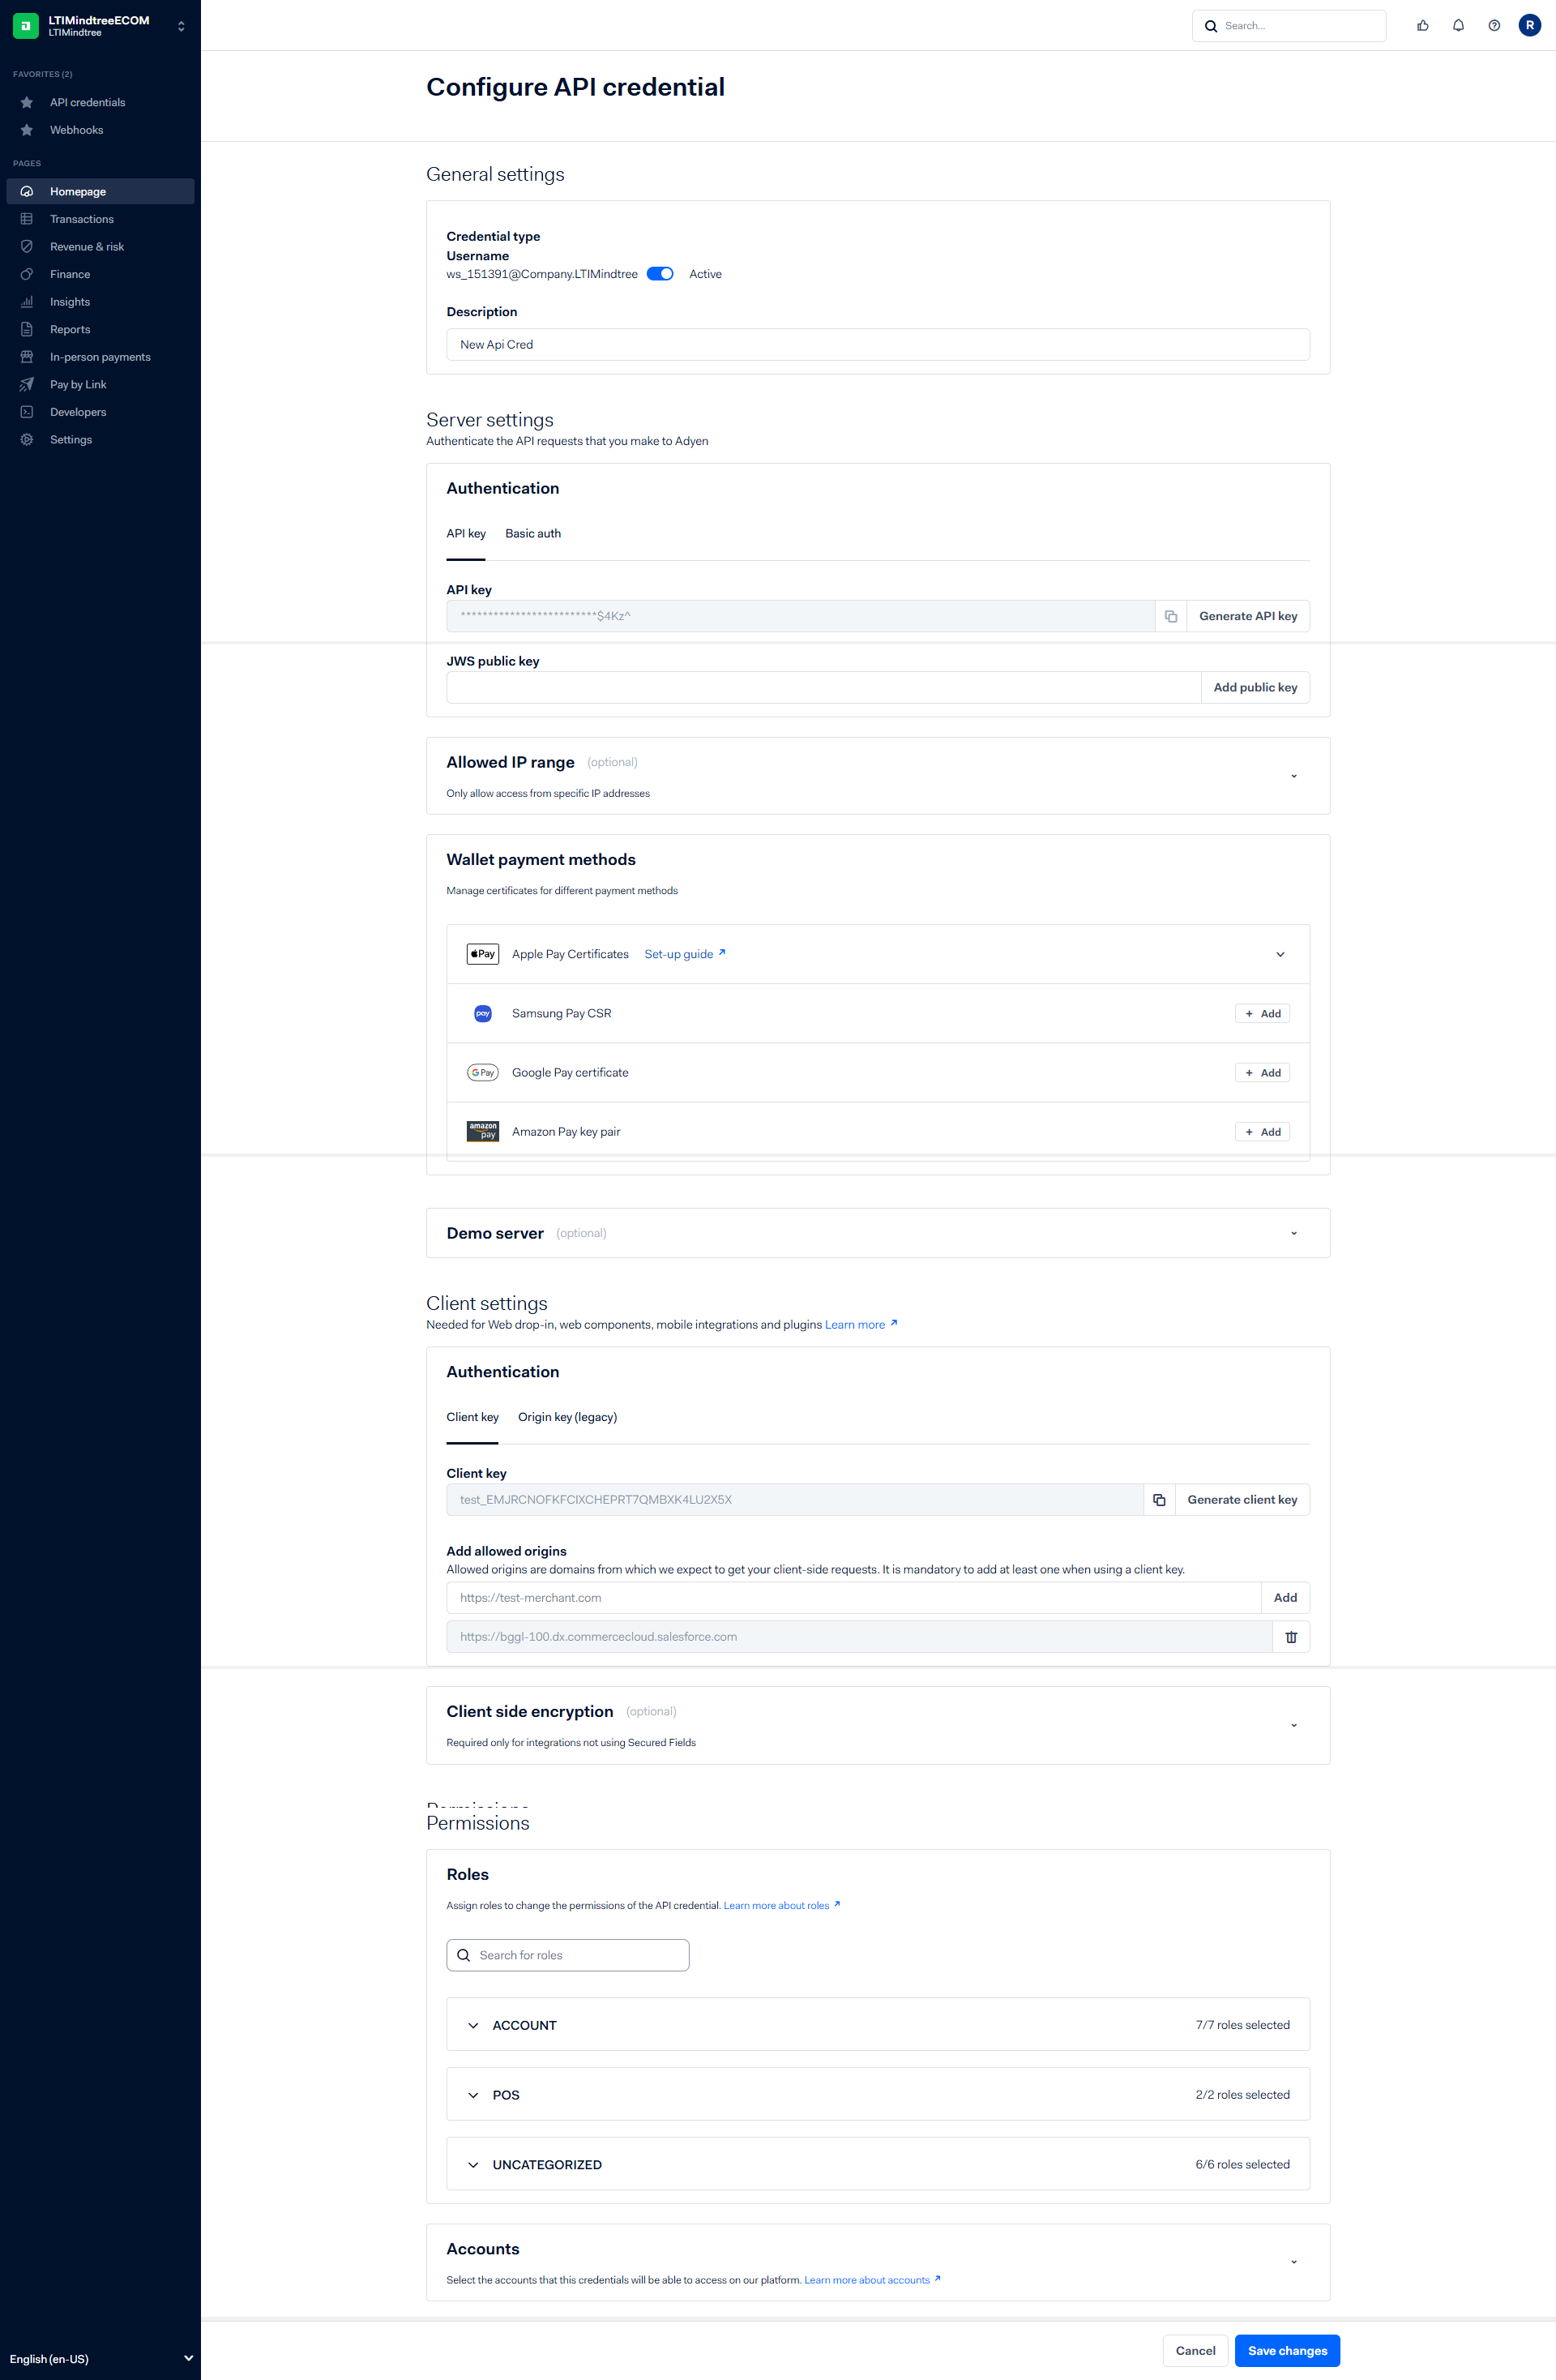 LTIMindtreeECOM
LTIMindtree
FAVORITES (2)
API credentials
Webhooks
PAGES
Homepage
Transactions
Revenue & risk
Finance
Insights
Reports
In-person payments
Pay by Link
Developers
Settings
English (en-US)
Search...
R
Configure API credential
General settings
Credential type
Username
ws_151391@Company.LTIMindtree Active
Description
New Api Cred
Server settings
Authenticate the API requests that you make to Adyen
Authentication
API key Basic auth
API key
*************************$4Kz^ Generate API key
JWS public key
Add public key
Allowed IP range (optional)
Only allow access from specific IP addresses
Wallet payment methods
Manage certificates for different payment methods
Pay Apple Pay Certificates Set-up guide
pay Samsung Pay CSR + Add
G Pay Google Pay certificate + Add
amazon pay Amazon Pay key pair + Add
Demo server (optional)
Client settings
Needed for Web drop-in, web components, mobile integrations and plugins Learn more
Authentication
Client key Origin key (legacy)
Client key
test_EMJRCNOFKFCIXCHEPRT7QMBXK4LU2X5X Generate client key
Add allowed origins
Allowed origins are domains from which we expect to get your client-side requests. It is mandatory to add at least one when using a client key.
https://test-merchant.com Add
https://bggl-100.dx.commercecloud.salesforce.com
Client side encryption (optional)
Required only for integrations not using Secured Fields
Permissions
Permissions
Roles
Assign roles to change the permissions of the API credential. Learn more about roles
Search for roles
ACCOUNT 7/7 roles selected
POS 2/2 roles selected
UNCATEGORIZED 6/6 roles selected
Accounts
Select the accounts that this credentials will be able to access on our platform. Learn more about accounts
Cancel Save changes